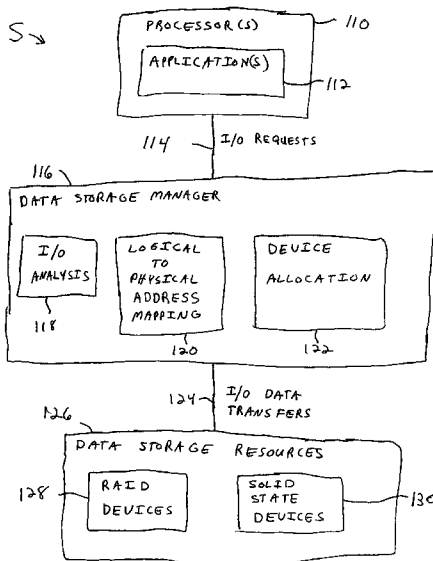 S
PROCESSOR(S)
110
APPLICATION(S)
112
114
I/O REQUESTS
116
DATA STORAGE MANAGER
I/O
ANALYSIS
118
LOGICAL
TO
PHYSICAL
ADDRESS
MAPPING
120
DEVICE
ALLOCATION
122
124
I/O DATA
TRANSFERS
126
DATA STORAGE RESOURCES
128
RAID
DEVICES
SOLID
STATE
DEVICES
130